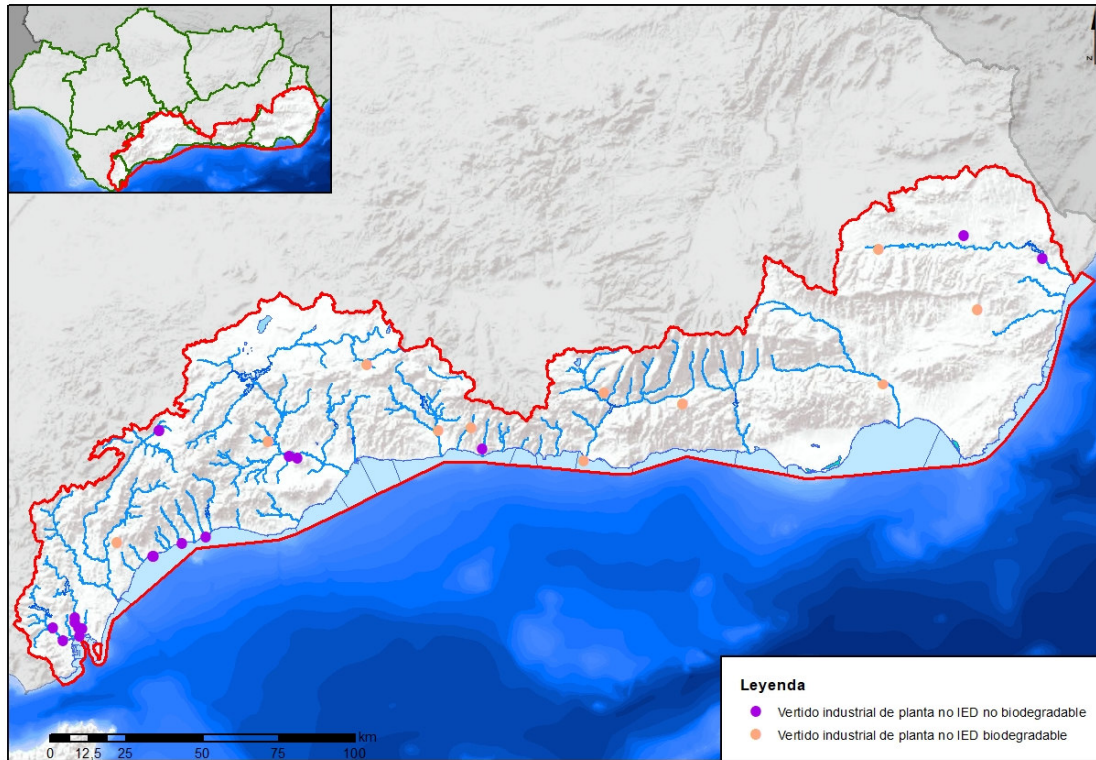 N
Leyenda
Vertido industrial de planta no IED no biodegradable
Vertido industrial de planta no IED biodegradable
km
0 12,5 25 50 75 100